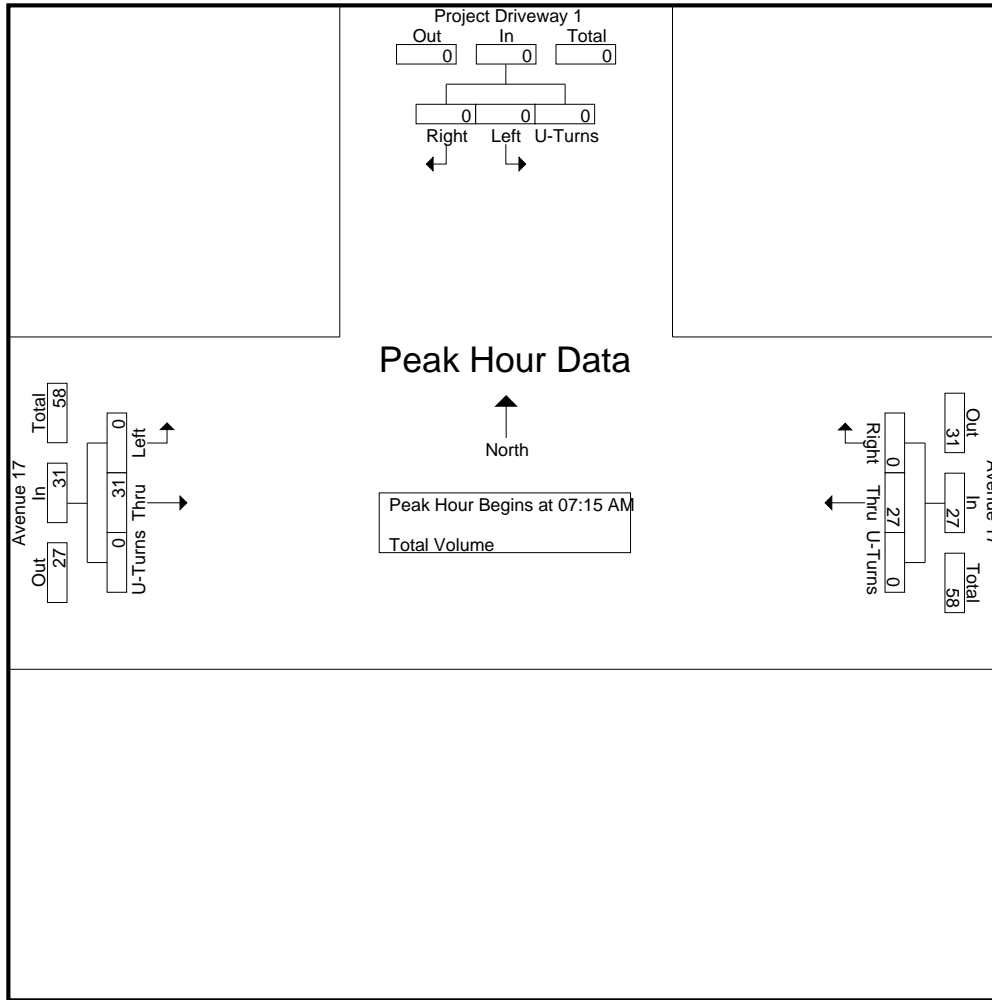 Project Driveway 1
Out In Total
0 0 0
0 0 0
Right Left U-Turns
Peak Hour Data
North
Peak Hour Begins at 07:15 AM
Total Volume
Avenue 17
Out In Total
27 31 58
0 31 0
Left Thru U-Turns
Avenue 17
Out In Total
31 27 58
0 27 0
Right Thru U-Turns